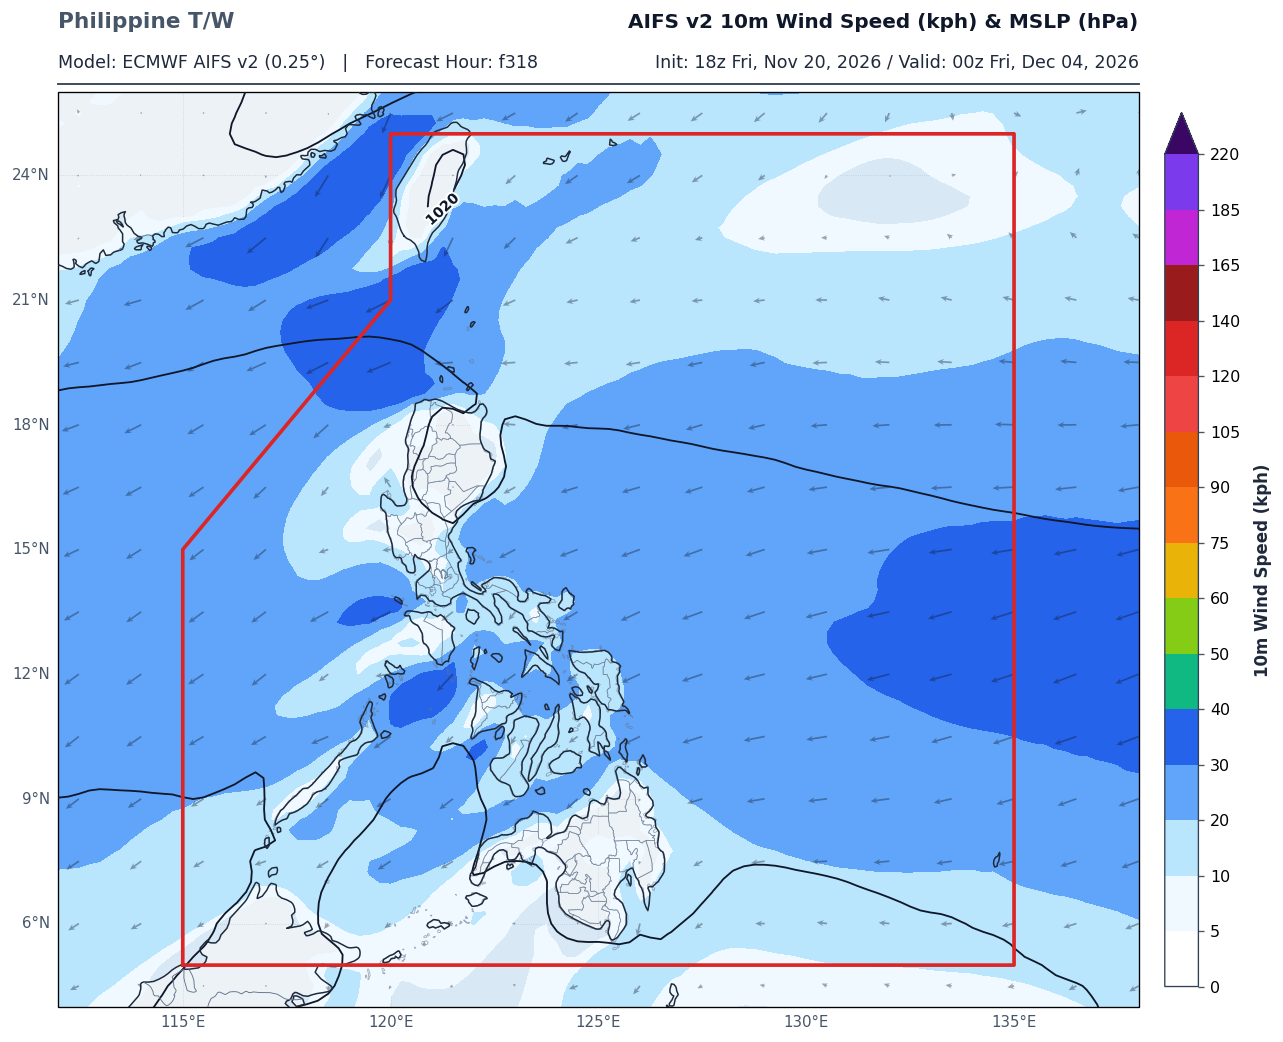 Philippine T/W
AIFS v2 10m Wind Speed (kph) & MSLP (hPa)
Model: ECMWF AIFS v2 (0.25°)   |   Forecast Hour: f318
Init: 18z Fri, Nov 20, 2026 / Valid: 00z Fri, Dec 04, 2026
24°N
21°N
18°N
15°N
12°N
9°N
6°N
1020
115°E
120°E
125°E
130°E
135°E
220
185
165
140
120
105
90
75
60
50
40
30
20
10
5
0
10m Wind Speed (kph)